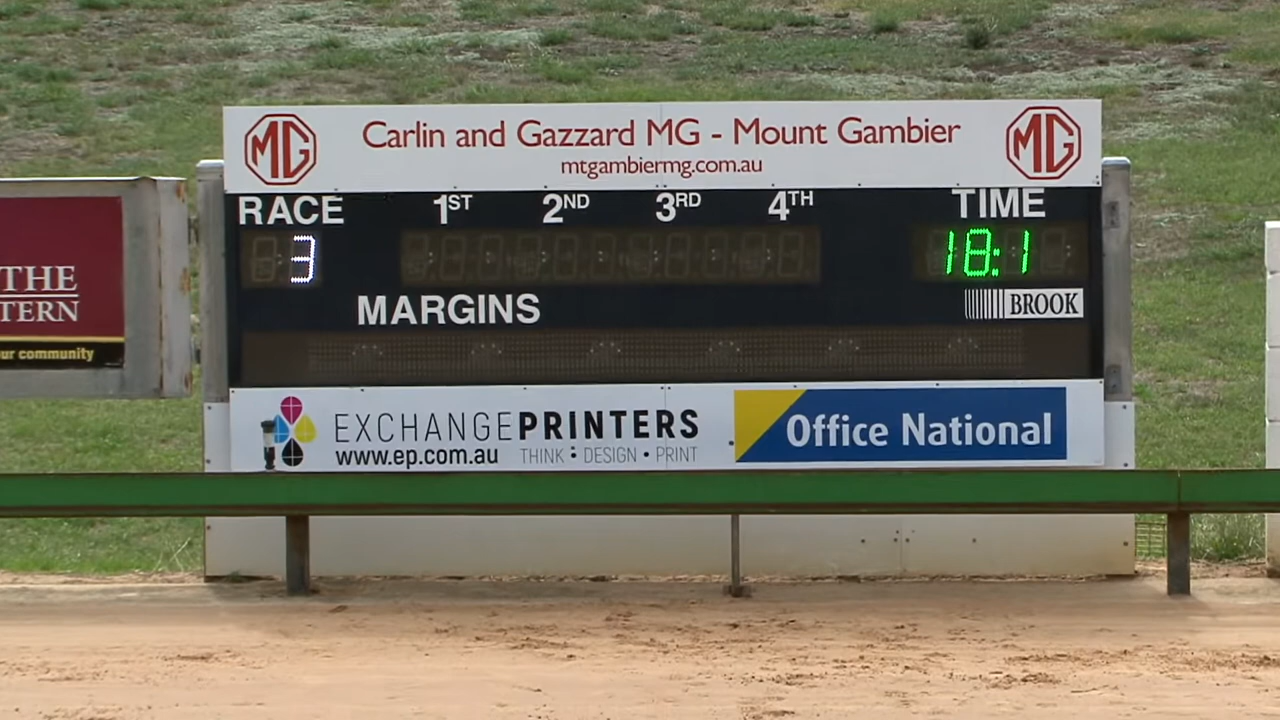 MG Carlin and Gazzard MG - Mount Gambier MG
mtgambiermg.com.au
RACE 1ST 2ND 3RD 4TH TIME
3 18:1
MARGINS BROOK
THE
TERN
ur community
EXCHANGEPRINTERS Office National
www.ep.com.au THINK : DESIGN • PRINT